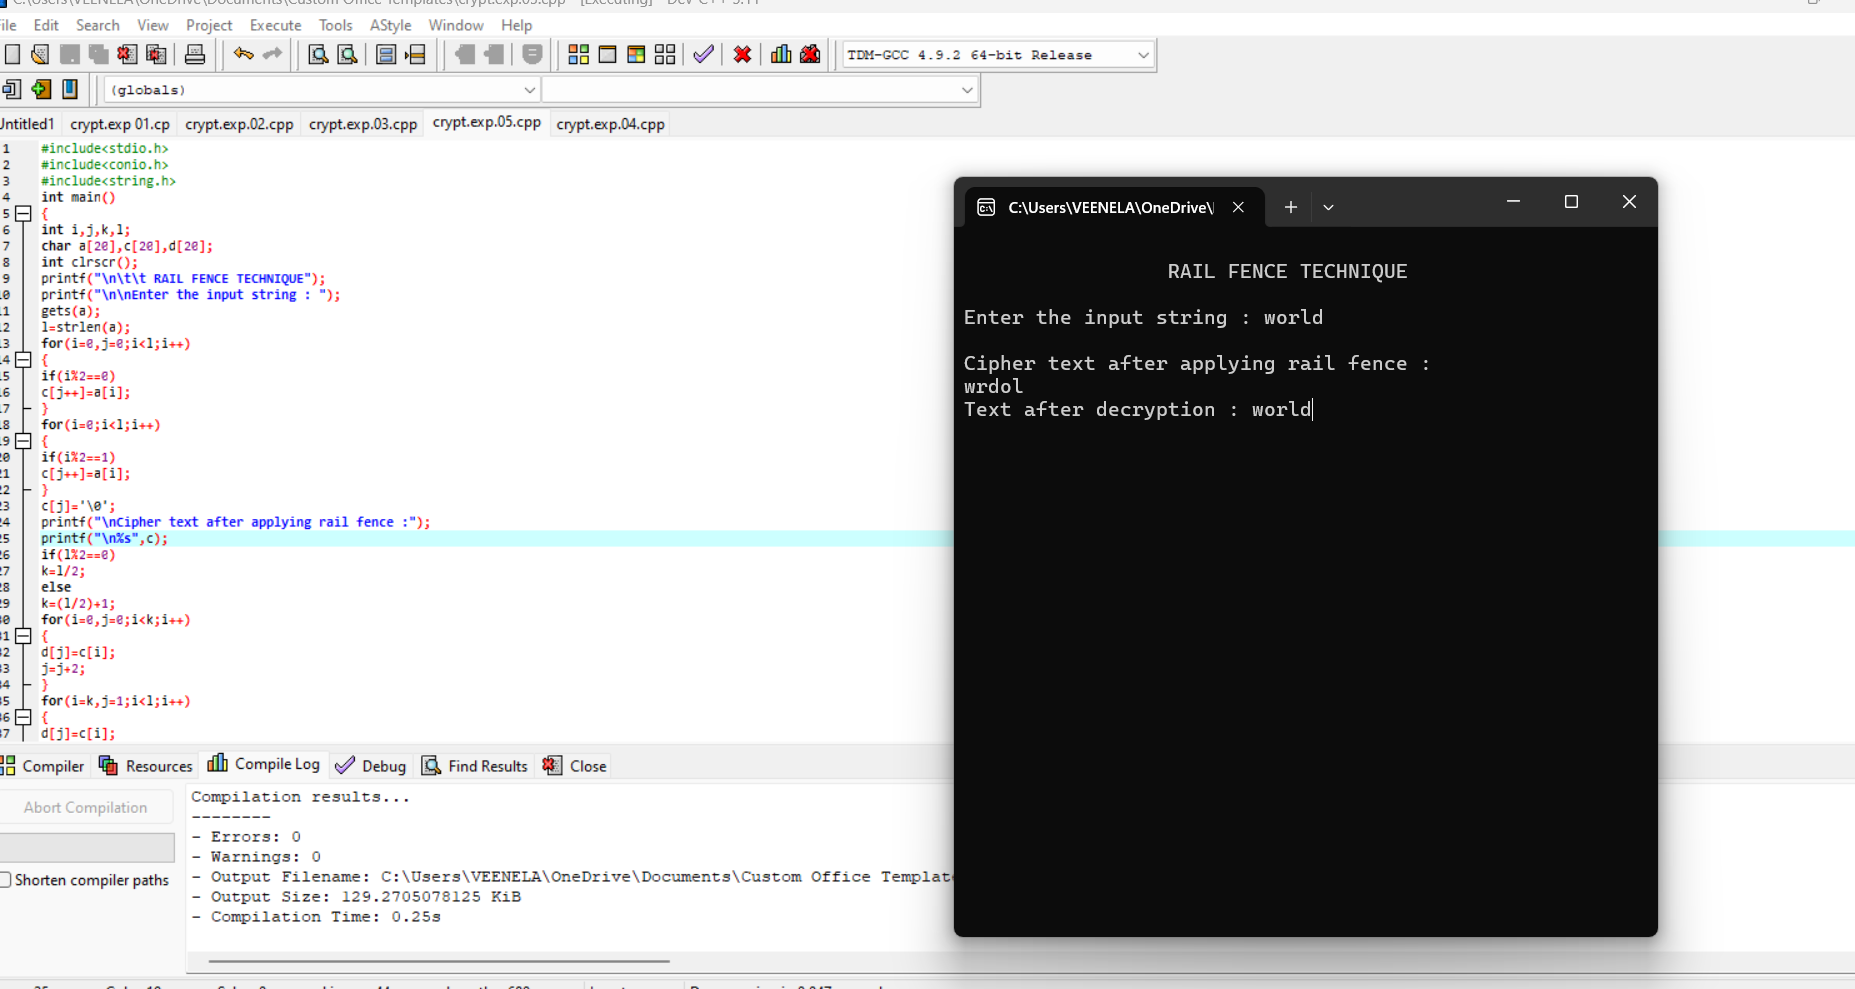 File Edit Search View Project Execute Tools AStyle Window Help
TDM-GCC 4.9.2 64-bit Release
(globals)
Untitled1 crypt.exp 01.cp crypt.exp.02.cpp crypt.exp.03.cpp crypt.exp.05.cpp crypt.exp.04.cpp
1 #include<stdio.h>
2 #include<conio.h>
3 #include<string.h>
4 int main()
5 {
6 int i,j,k,l;
7 char a[20],c[20],d[20];
8 int clrscr();
9 printf("\n\t\t RAIL FENCE TECHNIQUE");
10 printf("\n\nEnter the input string : ");
11 gets(a);
12 l=strlen(a);
13 for(i=0,j=0;i<l;i++)
14 {
15 if(i%2==0)
16 c[j++]=a[i];
17 }
18 for(i=0;i<l;i++)
19 {
20 if(i%2==1)
21 c[j++]=a[i];
22 }
23 c[j]='\0';
24 printf("\nCipher text after applying rail fence :");
25 printf("\n%s",c);
26 if(l%2==0)
27 k=l/2;
28 else
29 k=(l/2)+1;
30 for(i=0,j=0;i<k;i++)
31 {
32 d[j]=c[i];
33 j=j+2;
34 }
35 for(i=k,j=1;i<l;i++)
36 {
37 d[j]=c[i];
C:\Users\VEENELA\OneDrive\
RAIL FENCE TECHNIQUE
Enter the input string : world
Cipher text after applying rail fence :
wrdol
Text after decryption : world
Compiler Resources Compile Log Debug Find Results Close
Abort Compilation
Shorten compiler paths
Compilation results...
--------
- Errors: 0
- Warnings: 0
- Output Filename: C:\Users\VEENELA\OneDrive\Documents\Custom Office Templat
- Output Size: 129.2705078125 KiB
- Compilation Time: 0.25s